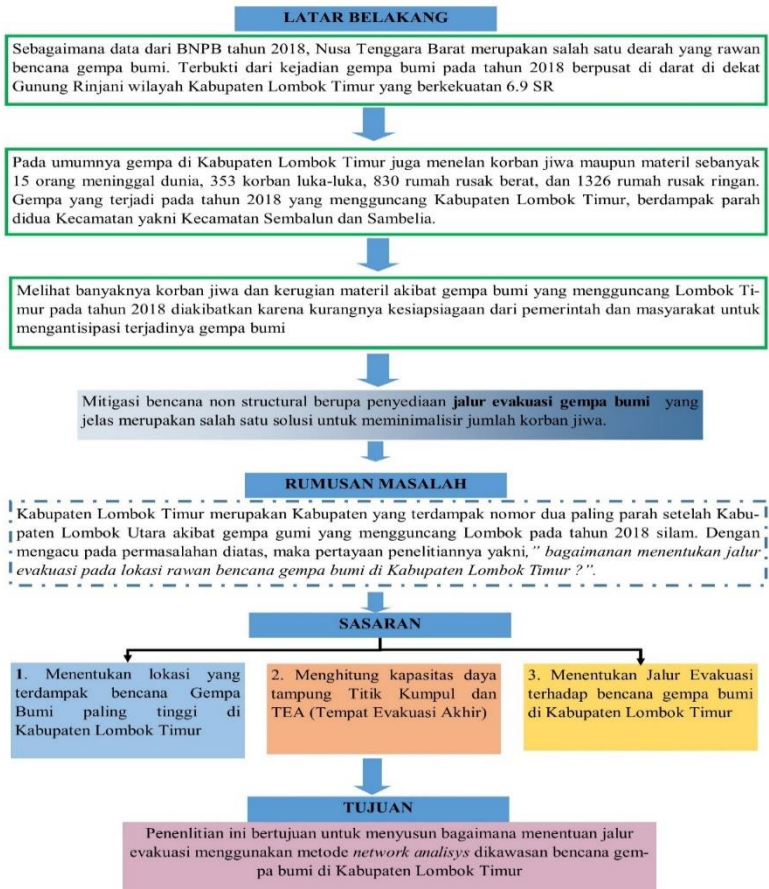 LATAR BELAKANG
Sebagaimana data dari BNPB tahun 2018, Nusa Tenggara Barat merupakan salah satu dearah yang rawan
bencana gempa bumi. Terbukti dari kejadian gempa bumi pada tahun 2018 berpusat di darat di dekat
Gunung Rinjani wilayah Kabupaten Lombok Timur yang berkekuatan 6.9 SR
Pada umumnya gempa di Kabupaten Lombok Timur juga menelan korban jiwa maupun materil sebanyak
15 orang meninggal dunia, 353 korban luka-luka, 830 rumah rusak berat, dan 1326 rumah rusak ringan.
Gempa yang terjadi pada tahun 2018 yang mengguncang Kabupaten Lombok Timur, berdampak parah
didua Kecamatan yakni Kecamatan Sembalun dan Sambelia.
Melihat banyaknya korban jiwa dan kerugian materil akibat gempa bumi yang mengguncang Lombok Ti-
mur pada tahun 2018 diakibatkan karena kurangnya kesiapsiagaan dari pemerintah dan masyarakat untuk
mengantisipasi terjadinya gempa bumi
Mitigasi bencana non structural berupa penyediaan jalur evakuasi gempa bumi yang
jelas merupakan salah satu solusi untuk meminimalisir jumlah korban jiwa.
RUMUSAN MASALAH
Kabupaten Lombok Timur merupakan Kabupaten yang terdampak nomor dua paling parah setelah Kabu-
paten Lombok Utara akibat gempa gumi yang mengguncang Lombok pada tahun 2018 silam. Dengan
mengacu pada permasalahan diatas, maka pertayaan penelitiannya yakni,” bagaimanan menentukan jalur
evakuasi pada lokasi rawan bencana gempa bumi di Kabupaten Lombok Timur ?”.
SASARAN
1. Menentukan lokasi yang
terdampak bencana Gempa
Bumi paling tinggi di
Kabupaten Lombok Timur
2. Menghitung kapasitas daya
tampung Titik Kumpul dan
TEA (Tempat Evakuasi Akhir)
3. Menentukan Jalur Evakuasi
terhadap bencana gempa bumi
di Kabupaten Lombok Timur
TUJUAN
Penenlitian ini bertujuan untuk menyusun bagaimana menentuan jalur
evakuasi menggunakan metode network analisys dikawasan bencana gem-
pa bumi di Kabupaten Lombok Timur